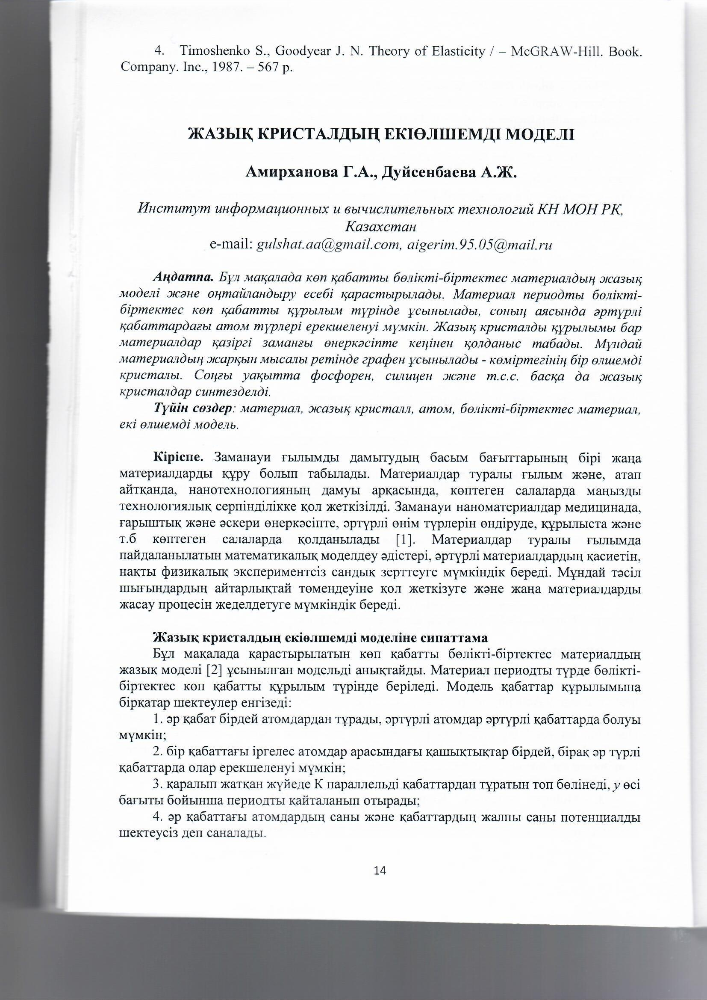 4. Timoshenko S., Goodyear J. N. Theory of Elasticity / – McGRAW-Hill. Book.
Company. Inc., 1987. – 567 p.
ЖАЗЫҚ КРИСТАЛДЫҢ ЕКІӨЛШЕМДІ МОДЕЛІ
Амирханова Г.А., Дуйсенбаева А.Ж.
Институт информационных и вычислительных технологий КН МОН РК,
Казахстан
e-mail: gulshat.aa@gmail.com, aigerim.95.05@mail.ru
Аңдатпа. Бұл мақалада көп қабатты бөлікті-біртектес материалдың жазық
моделі және оңтайландыру есебі қарастырылады. Материал периодты бөлікті-
біртектес көп қабатты құрылым түрінде ұсынылады, соның аясында әртүрлі
қабаттардағы атом түрлері ерекшеленуі мүмкін. Жазық кристалды құрылымы бар
материалдар қазіргі заманғы өнеркәсіпте кеңінен қолданыс табады. Мұндай
материалдың жарқын мысалы ретінде графен ұсынылады - көміртегінің бір өлшемді
кристалы. Соңғы уақытта фосфорен, силицен және т.с.с. басқа да жазық
кристалдар синтезделді.
Түйін сөздер: материал, жазық кристалл, атом, бөлікті-біртектес материал,
екі өлшемді модель.
Кіріспе. Заманауи ғылымды дамытудың басым бағыттарының бірі жаңа
материалдарды құру болып табылады. Материалдар туралы ғылым және, атап
айтқанда, нанотехнологияның дамуы арқасында, көптеген салаларда маңызды
технологиялық серпінділікке қол жеткізілді. Заманауи наноматериалдар медицинада,
ғарыштық және әскери өнеркәсіпте, әртүрлі өнім түрлерін өндіруде, құрылыста және
т.б көптеген салаларда қолданылады [1]. Материалдар туралы ғылымда
пайдаланылатын математикалық моделдеу әдістері, әртүрлі материалдардың қасиетін,
нақты физикалық экспериментсіз сандық зерттеуге мүмкіндік береді. Мұндай тәсіл
шығындардың айтарлықтай төмендеуіне қол жеткізуге және жаңа материалдарды
жасау процесін жеделдетуге мүмкіндік береді.
Жазық кристалдың екіөлшемді моделіне сипаттама
Бұл мақалада қарастырылатын көп қабатты бөлікті-біртектес материалдың
жазық моделі [2] ұсынылған модельді анықтайды. Материал периодты түрде бөлікті-
біртектес көп қабатты құрылым түрінде беріледі. Модель қабаттар құрылымына
бірқатар шектеулер енгізеді:
1. әр қабат бірдей атомдардан тұрады, әртүрлі атомдар әртүрлі қабаттарда болуы
мүмкін;
2. бір қабаттағы іргелес атомдар арасындағы қашықтықтар бірдей, бірақ әр түрлі
қабаттарда олар ерекшеленуі мүмкін;
3. қаралып жатқан жүйеде K параллельді қабаттардан тұратын топ бөлінеді, y өсі
бағыты бойынша периодты қайталанып отырады;
4. әр қабаттағы атомдардың саны және қабаттардың жалпы саны потенциалды
шектеусіз деп саналады.
14